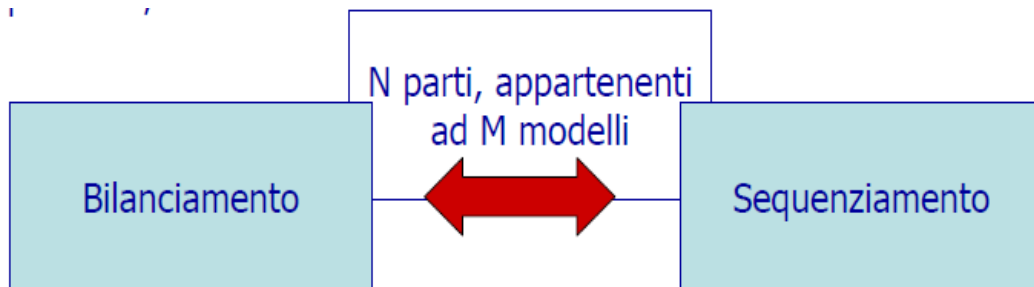 N parti, appartenenti
ad M modelli
Bilanciamento
Sequenziamento